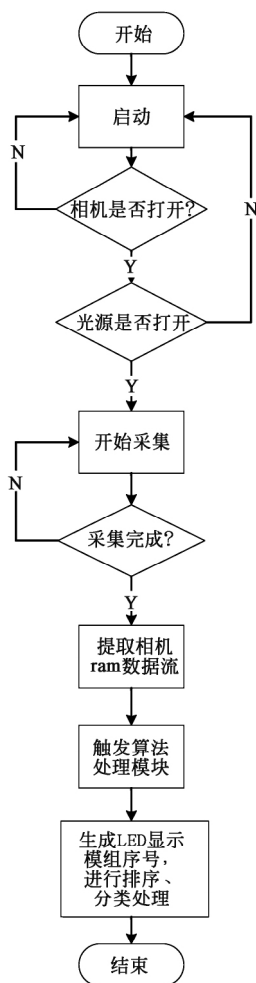 开始
启动
N
N
相机是否打开?
Y
光源是否打开
Y
开始采集
N
采集完成?
Y
提取相机
ram数据流
触发算法
处理模块
生成LED显示
模组序号,
进行排序、
分类处理
结束